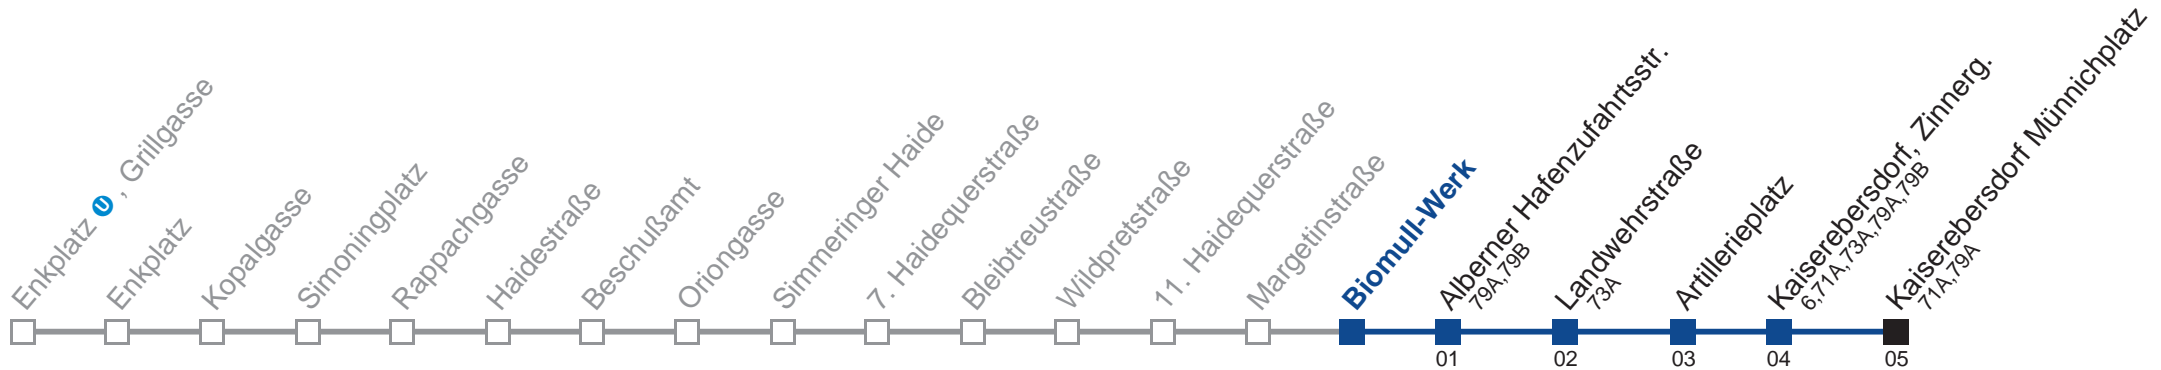 Enkplatz U , Grillgasse
Enkplatz
Kopalgasse
Simoningplatz
Rappachgasse
Haidestraße
Beschußamt
Oriongasse
Simmeringer Haide
7. Haidequerstraße
Bleibtreustraße
Wildpretstraße
11. Haidequerstraße
Margetinstraße
Biomull-Werk
Alberner Hafenzufahrtsstr.
79A,79B
Landwehrstraße
73A
Artillerieplatz
Kaiserebersdorf, Zinnerg.
6,71A,73A,79A,79B
Kaiserebersdorf Münnichplatz
71A,79A
01
02
03
04
05